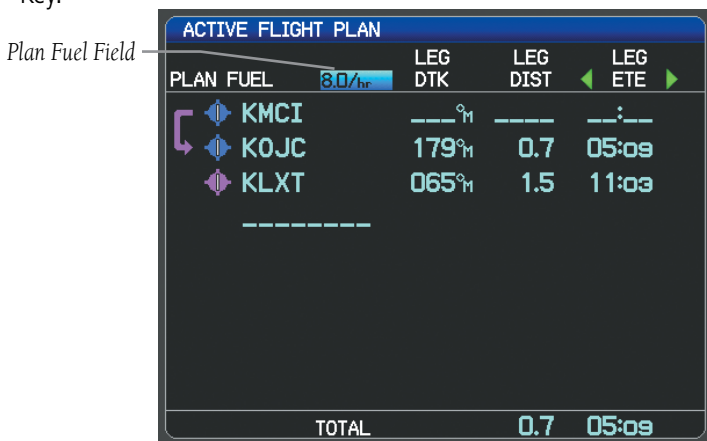 Key.
ACTIVE FLIGHT PLAN
Plan Fuel Field
LEG LEG LEG
PLAN FUEL 8.0/hr DTK DIST ETE
KMCI ___°M ____ __:__
KOJC 179°M 0.7 05:09
KLXT 065°M 1.5 11:03
________
TOTAL 0.7 05:09